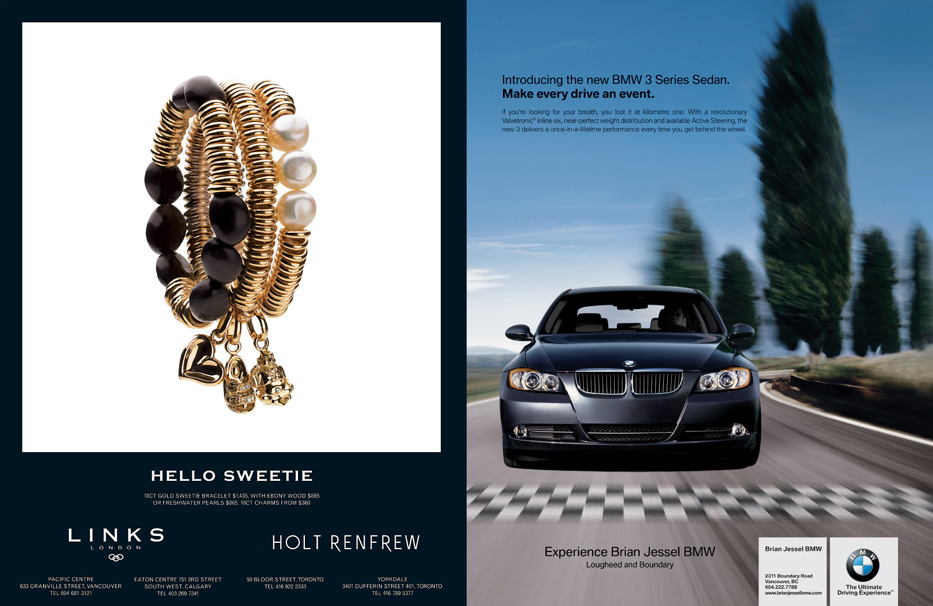 HELLO SWEETIE
18CT GOLD SWEETIE BRACELET $1,435, WITH EBONY WOOD $865
OR FRESHWATER PEARLS $865. 18CT CHARMS FROM $360
LINKS
LONDON
HOLT RENFREW
PACIFIC CENTRE
633 GRANVILLE STREET, VANCOUVER
TEL 604 681 3121
EATON CENTRE 751 3RD STREET
SOUTH WEST, CALGARY
TEL 403 269 7341
50 BLOOR STREET, TORONTO
TEL 416 922 2333
YORKDALE
3401 DUFFERIN STREET 401, TORONTO
TEL 416 789 5377
Introducing the new BMW 3 Series Sedan.
Make every drive an event.
If you're looking for your breath, you lost it at kilometre one. With a revolutionary
Valvetronic® inline six, near-perfect weight distribution and available Active Steering, the
new 3 delivers a once-in-a-lifetime performance every time you get behind the wheel.
Experience Brian Jessel BMW
Lougheed and Boundary
Brian Jessel BMW
2311 Boundary Road
Vancouver, BC
604.222.7788
www.brianjesselbmw.com
BMW
The Ultimate
Driving Experience™